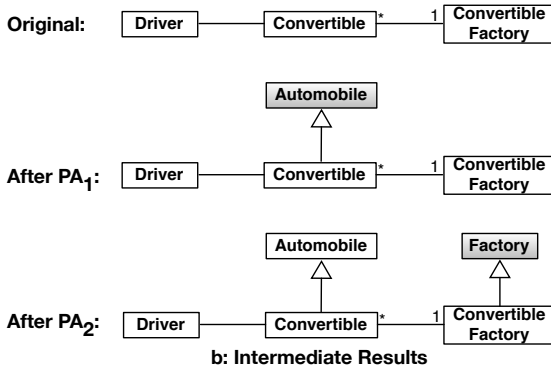 Original: Driver Convertible * 1 Convertible Factory
Automobile
After PA1: Driver Convertible * 1 Convertible Factory
Automobile Factory
After PA2: Driver Convertible * 1 Convertible Factory
b: Intermediate Results